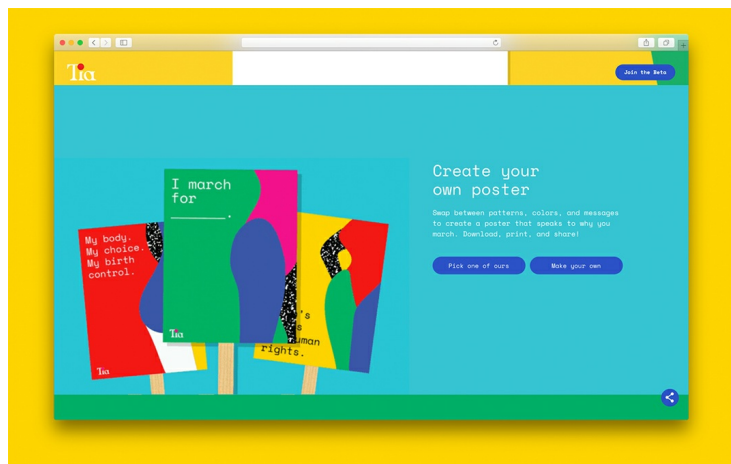 Tia
Join the Beta
Create your
own poster
Swap between patterns, colors, and messages
to create a poster that speaks to why you
march. Download, print, and share!
Pick one of ours
Make your own
I march
for
________.
Tia
My body.
My choice.
My birth
control.
Tia
rights.